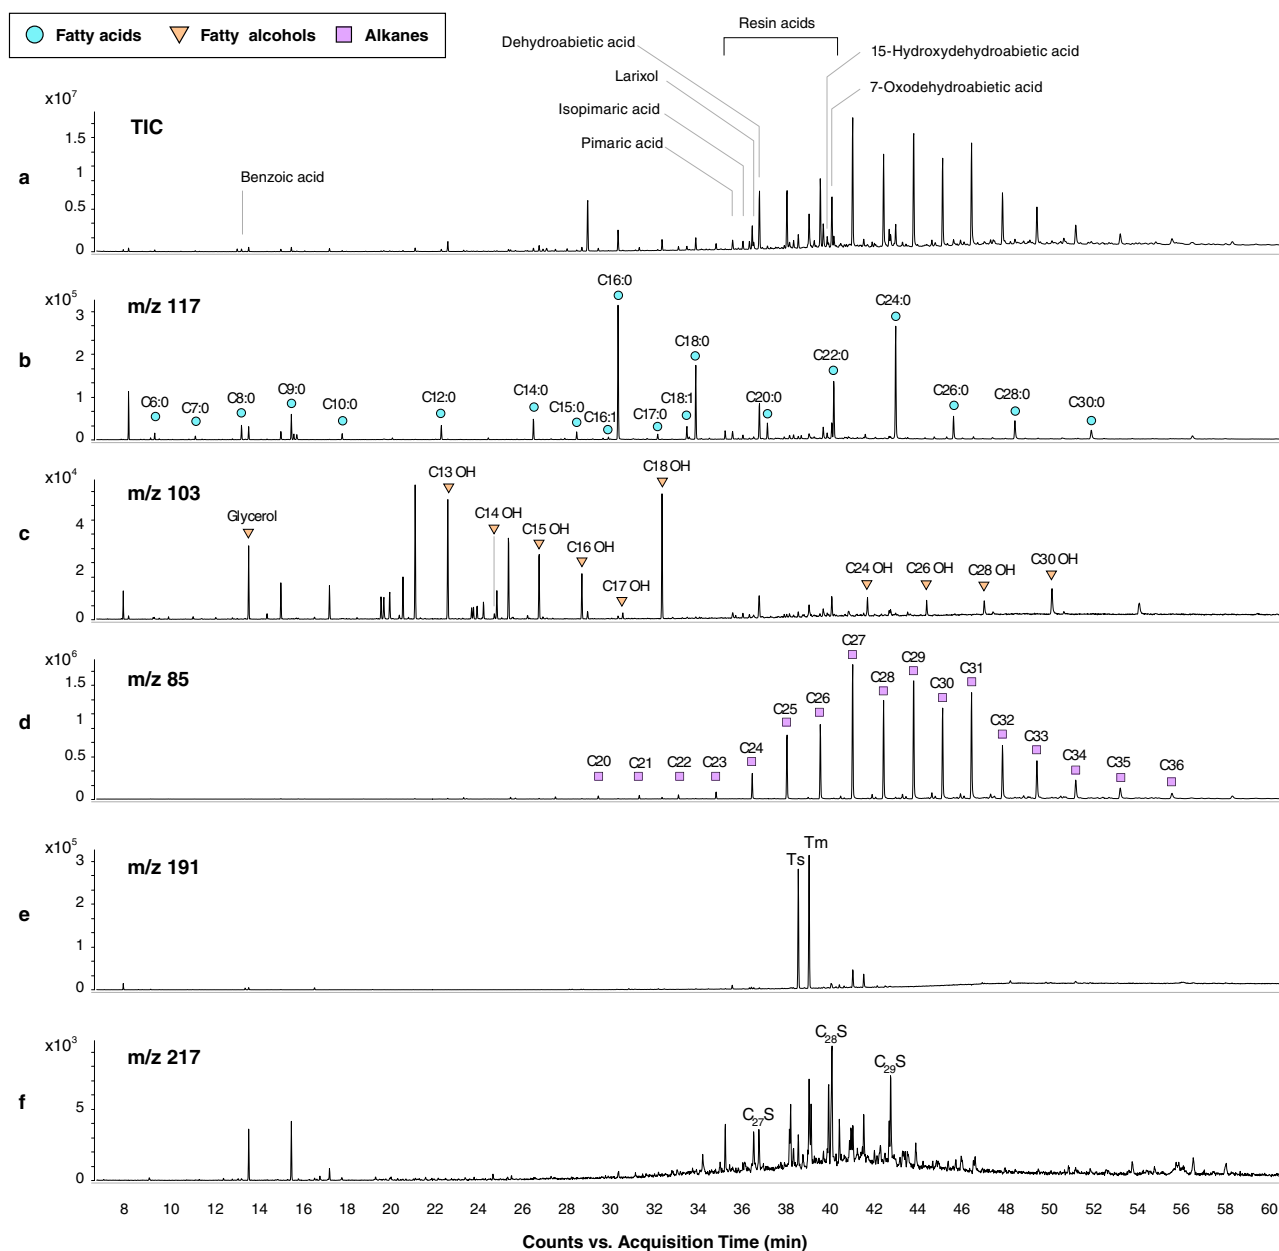 Fatty acids Fatty alcohols Alkanes
Resin acids
Dehydroabietic acid
15-Hydroxydehydroabietic acid
Larixol
7-Oxodehydroabietic acid
Isopimaric acid
Pimaric acid
Benzoic acid
a
x10⁷
TIC
1.5
1
0.5
0
b
x10⁵
m/z 117
3
2
1
0
C6:0 C7:0 C8:0 C9:0 C10:0 C12:0 C14:0 C15:0 C16:1 C16:0 C17:0 C18:1 C18:0 C20:0 C22:0 C24:0 C26:0 C28:0 C30:0
c
x10⁴
m/z 103
4
2
0
Glycerol C13 OH C14 OH C15 OH C16 OH C17 OH C18 OH C24 OH C26 OH C28 OH C30 OH
d
x10⁶
m/z 85
1.5
1
0.5
0
C20 C21 C22 C23 C24 C25 C26 C27 C28 C29 C30 C31 C32 C33 C34 C35 C36
e
x10⁵
m/z 191
3
2
1
0
Ts Tm
f
x10³
m/z 217
5
0
C₂₇S C₂₈S C₂₉S
8 10 12 14 16 18 20 22 24 26 28 30 32 34 36 38 40 42 44 46 48 50 52 54 56 58 60
Counts vs. Acquisition Time (min)